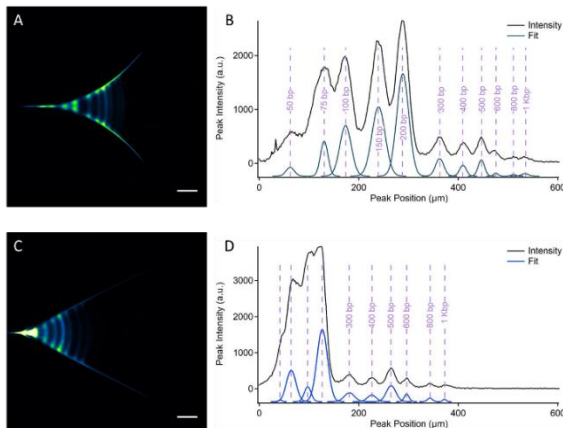 A
B
Intensity
Fit
Peak Intensity (a.u.)
2000
1000
0
-50 bp-
-75 bp-
-100 bp-
-150 bp-
-200 bp-
-300 bp-
-400 bp-
-500 bp-
-600 bp-
-800 bp-
-1 Kbp-
0
200
400
600
Peak Position (µm)
C
D
Intensity
Fit
Peak Intensity (a.u.)
3000
2000
1000
0
-300 bp-
-400 bp-
-500 bp-
-600 bp-
-800 bp-
-1 Kbp-
0
200
400
600
Peak Position (µm)